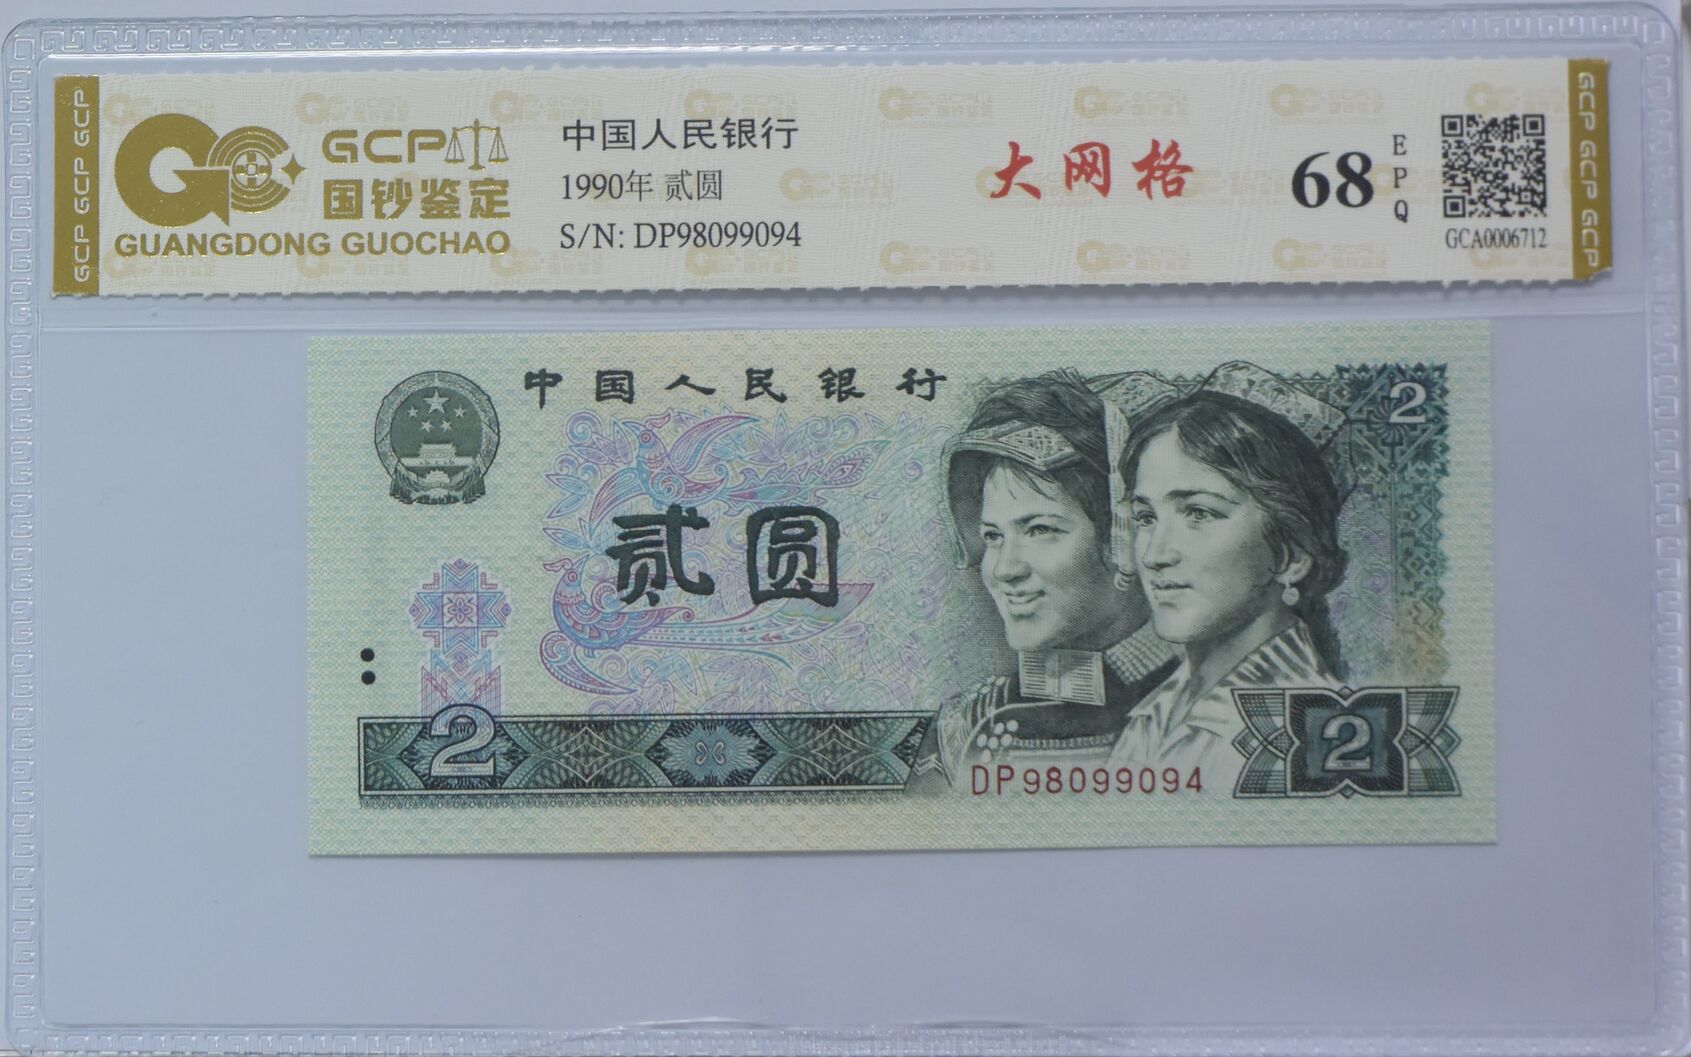 GCP GCP GCP
GCP
国钞鉴定
GUANGDONG GUOCHAO
中国人民银行
1990年 贰圆
S/N: DP98099094
大网格
68
EPQ
GCA0006712
GCP GCP GCP
中国人民银行
2
贰圆
2
2
DP98099094